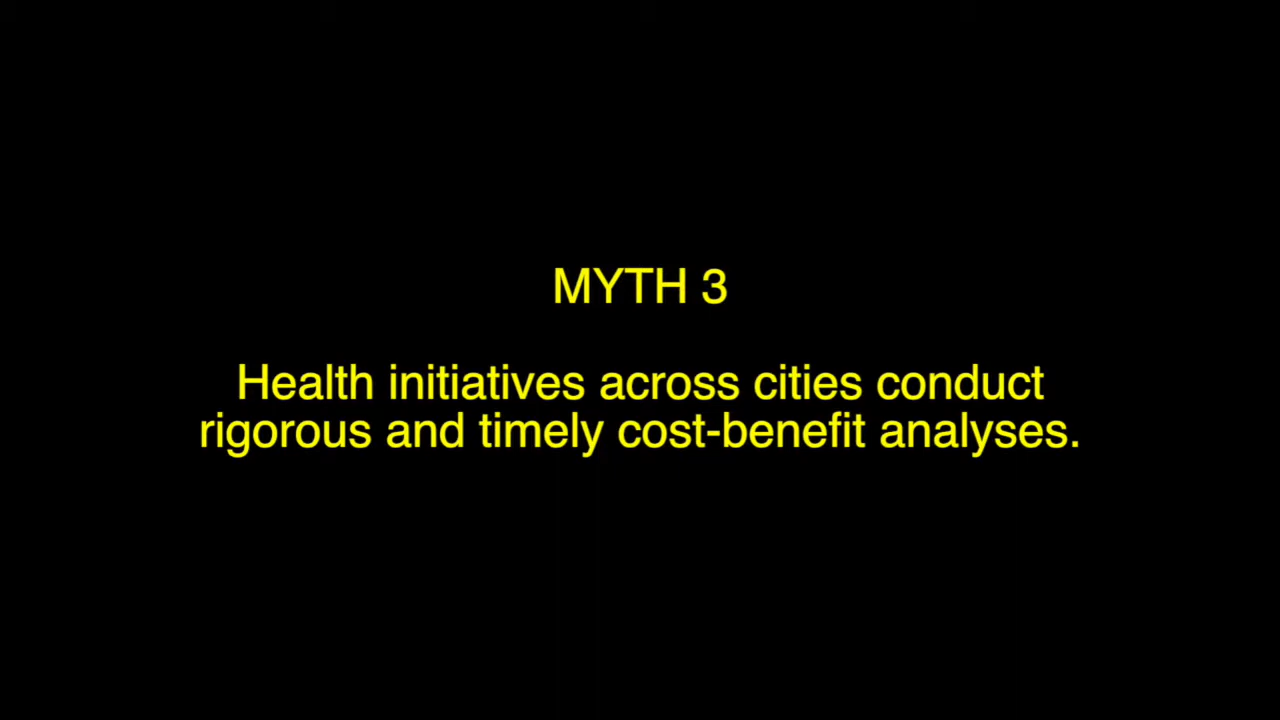 MYTH 3
Health initiatives across cities conduct
rigorous and timely cost-benefit analyses.